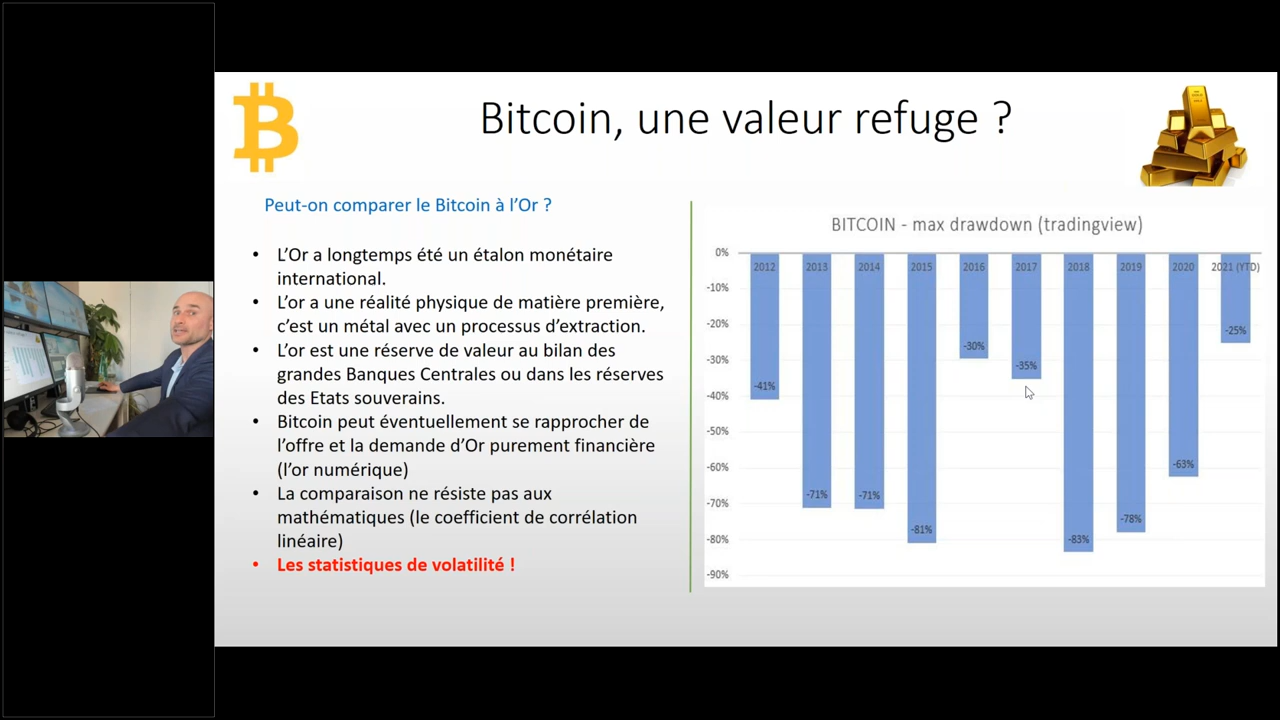 Bitcoin, une valeur refuge ?
Peut-on comparer le Bitcoin à l'Or ?
• L'Or a longtemps été un étalon monétaire
international.
• L'or a une réalité physique de matière première,
c'est un métal avec un processus d'extraction.
• L'or est une réserve de valeur au bilan des
grandes Banques Centrales ou dans les réserves
des Etats souverains.
• Bitcoin peut éventuellement se rapprocher de
l'offre et la demande d'Or purement financière
(l'or numérique)
• La comparaison ne résiste pas aux
mathématiques (le coefficient de corrélation
linéaire)
• Les statistiques de volatilité !
BITCOIN - max drawdown (tradingview)
0%
2012 2013 2014 2015 2016 2017 2018 2019 2020 2021 (YTD)
-10%
-20%
-25%
-30%
-30%
-35%
-41%
-40%
-50%
-60%
-63%
-71%
-71%
-70%
-81%
-83%
-78%
-80%
-90%